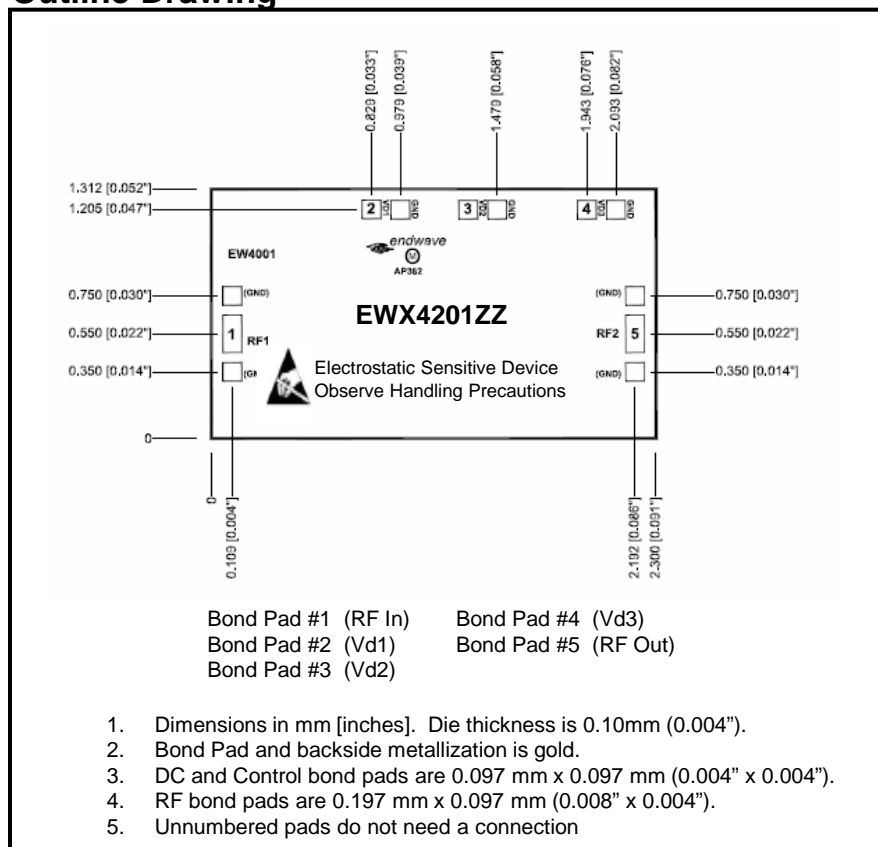 Outline Drawing
0.829 [0.033"]
0.979 [0.039"]
1.479 [0.058"]
1.943 [0.076"]
2.093 [0.082"]
1.312 [0.052"]
1.205 [0.047"]
2 VD1 GND
3 VD2 GND
4 VD3 GND
endwave
M
AP362
EW4001
0.750 [0.030"]
(GND)
EWX4201ZZ
(GND)
0.750 [0.030"]
0.550 [0.022"]
1 RF1
RF2 5
0.550 [0.022"]
0.350 [0.014"]
Electrostatic Sensitive Device
Observe Handling Precautions
(GND)
0.350 [0.014"]
0
0
0.109 [0.004"]
2.192 [0.086"]
2.300 [0.091"]
Bond Pad #1 (RF In) Bond Pad #4 (Vd3)
Bond Pad #2 (Vd1) Bond Pad #5 (RF Out)
Bond Pad #3 (Vd2)
1. Dimensions in mm [inches]. Die thickness is 0.10mm (0.004”).
2. Bond Pad and backside metallization is gold.
3. DC and Control bond pads are 0.097 mm x 0.097 mm (0.004” x 0.004”).
4. RF bond pads are 0.197 mm x 0.097 mm (0.008” x 0.004”).
5. Unnumbered pads do not need a connection